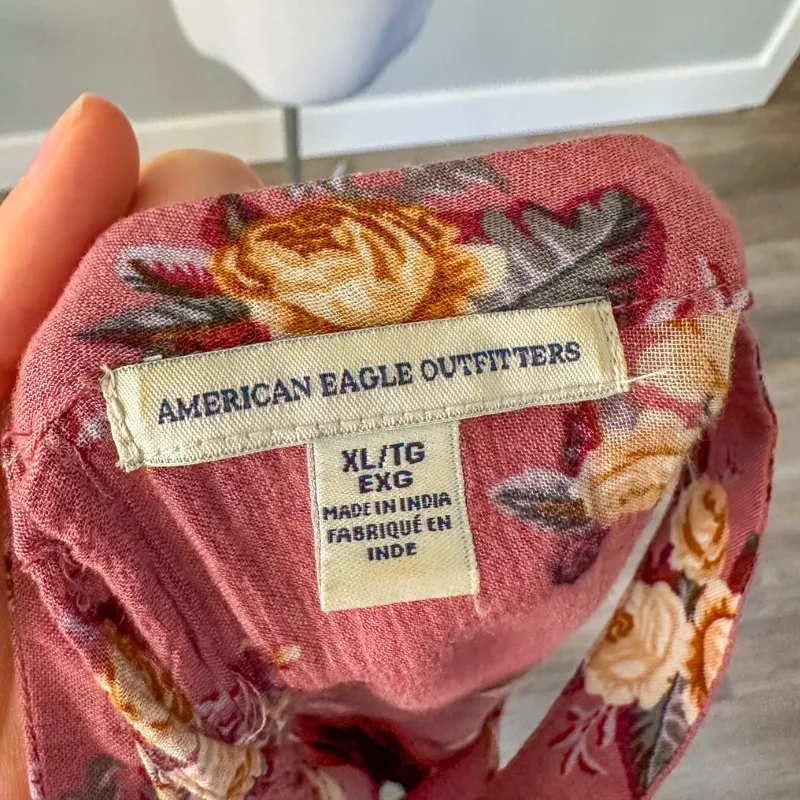 AMERICAN EAGLE OUTFITTERS
XL/TG
EXG
MADE IN INDIA
FABRIQUÉ EN
INDE